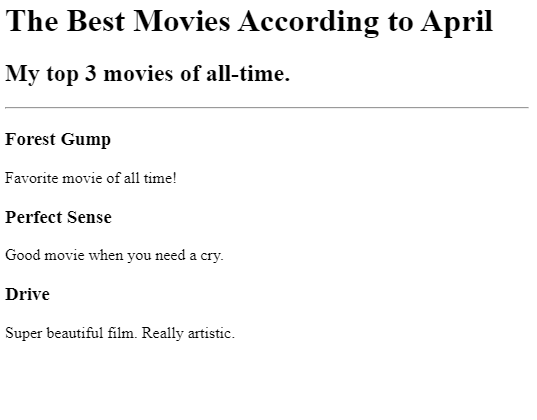 The Best Movies According to April
My top 3 movies of all-time.
Forest Gump
Favorite movie of all time!
Perfect Sense
Good movie when you need a cry.
Drive
Super beautiful film. Really artistic.